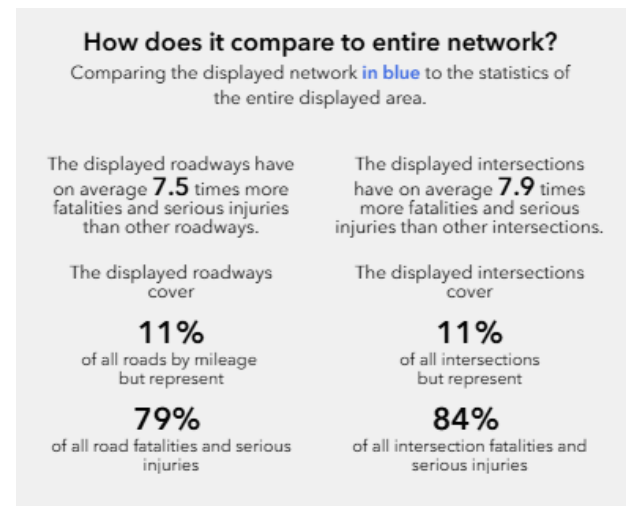 How does it compare to entire network?
Comparing the displayed network in blue to the statistics of
the entire displayed area.
The displayed roadways have
on average 7.5 times more
fatalities and serious injuries
than other roadways.
The displayed roadways
cover
11%
of all roads by mileage
but represent
79%
of all road fatalities and serious
injuries
The displayed intersections
have on average 7.9 times
more fatalities and serious
injuries than other intersections.
The displayed intersections
cover
11%
of all intersections
but represent
84%
of all intersection fatalities and
serious injuries